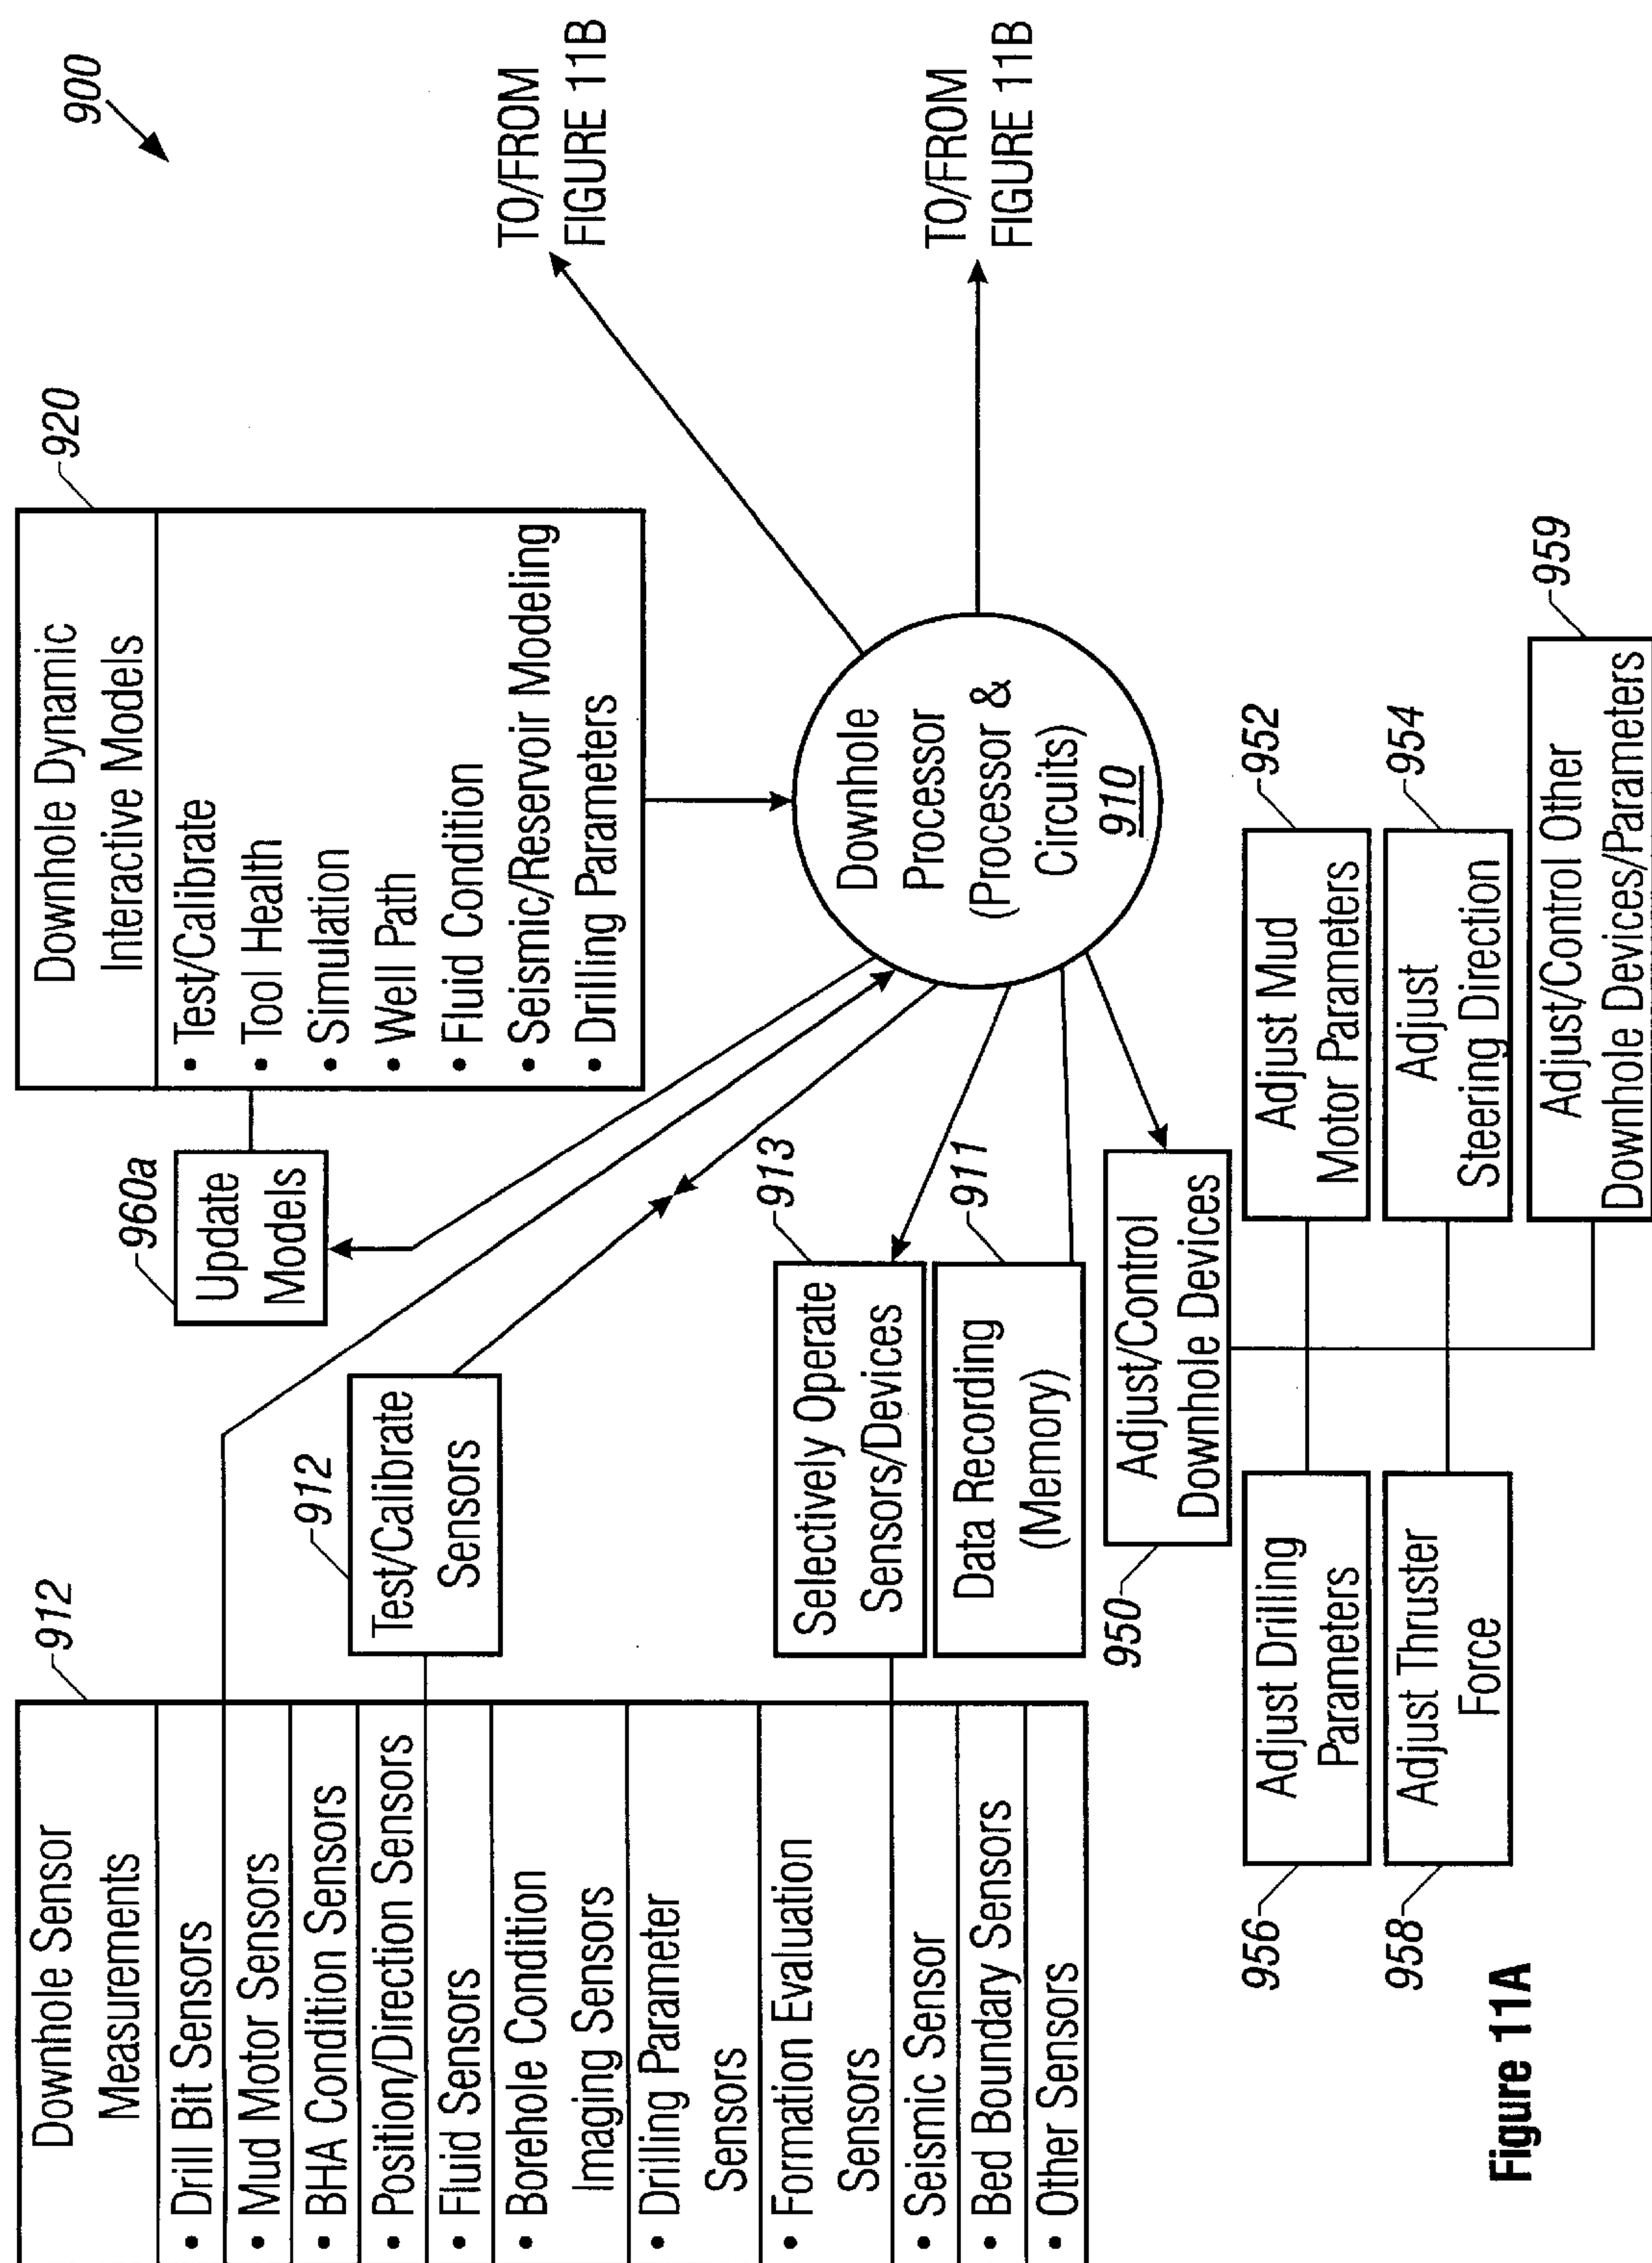 900
912
Downhole Sensor
Measurements
• Drill Bit Sensors
• Mud Motor Sensors
• BHA Condition Sensors
• Position/Direction Sensors
• Fluid Sensors
• Borehole Condition
Imaging Sensors
• Drilling Parameter
Sensors
• Formation Evaluation
Sensors
• Seismic Sensor
• Bed Boundary Sensors
• Other Sensors
960a
Update
Models
920
Downhole Dynamic
Interactive Models
• Test/Calibrate
• Tool Health
• Simulation
• Well Path
• Fluid Condition
• Seismic/Reservoir Modeling
• Drilling Parameters
912
Test/Calibrate
Sensors
TO/FROM
FIGURE 11B
913
Selectively Operate
Sensors/Devices
911
Data Recording
(Memory)
Downhole
Processor
(Processor &
Circuits)
910
TO/FROM
FIGURE 11B
950
Adjust/Control
Downhole Devices
956
Adjust Drilling
Parameters
952
Adjust Mud
Motor Parameters
958
Adjust Thruster
Force
954
Adjust
Steering Direction
959
Adjust/Control Other
Downhole Devices/Parameters
Figure 11A